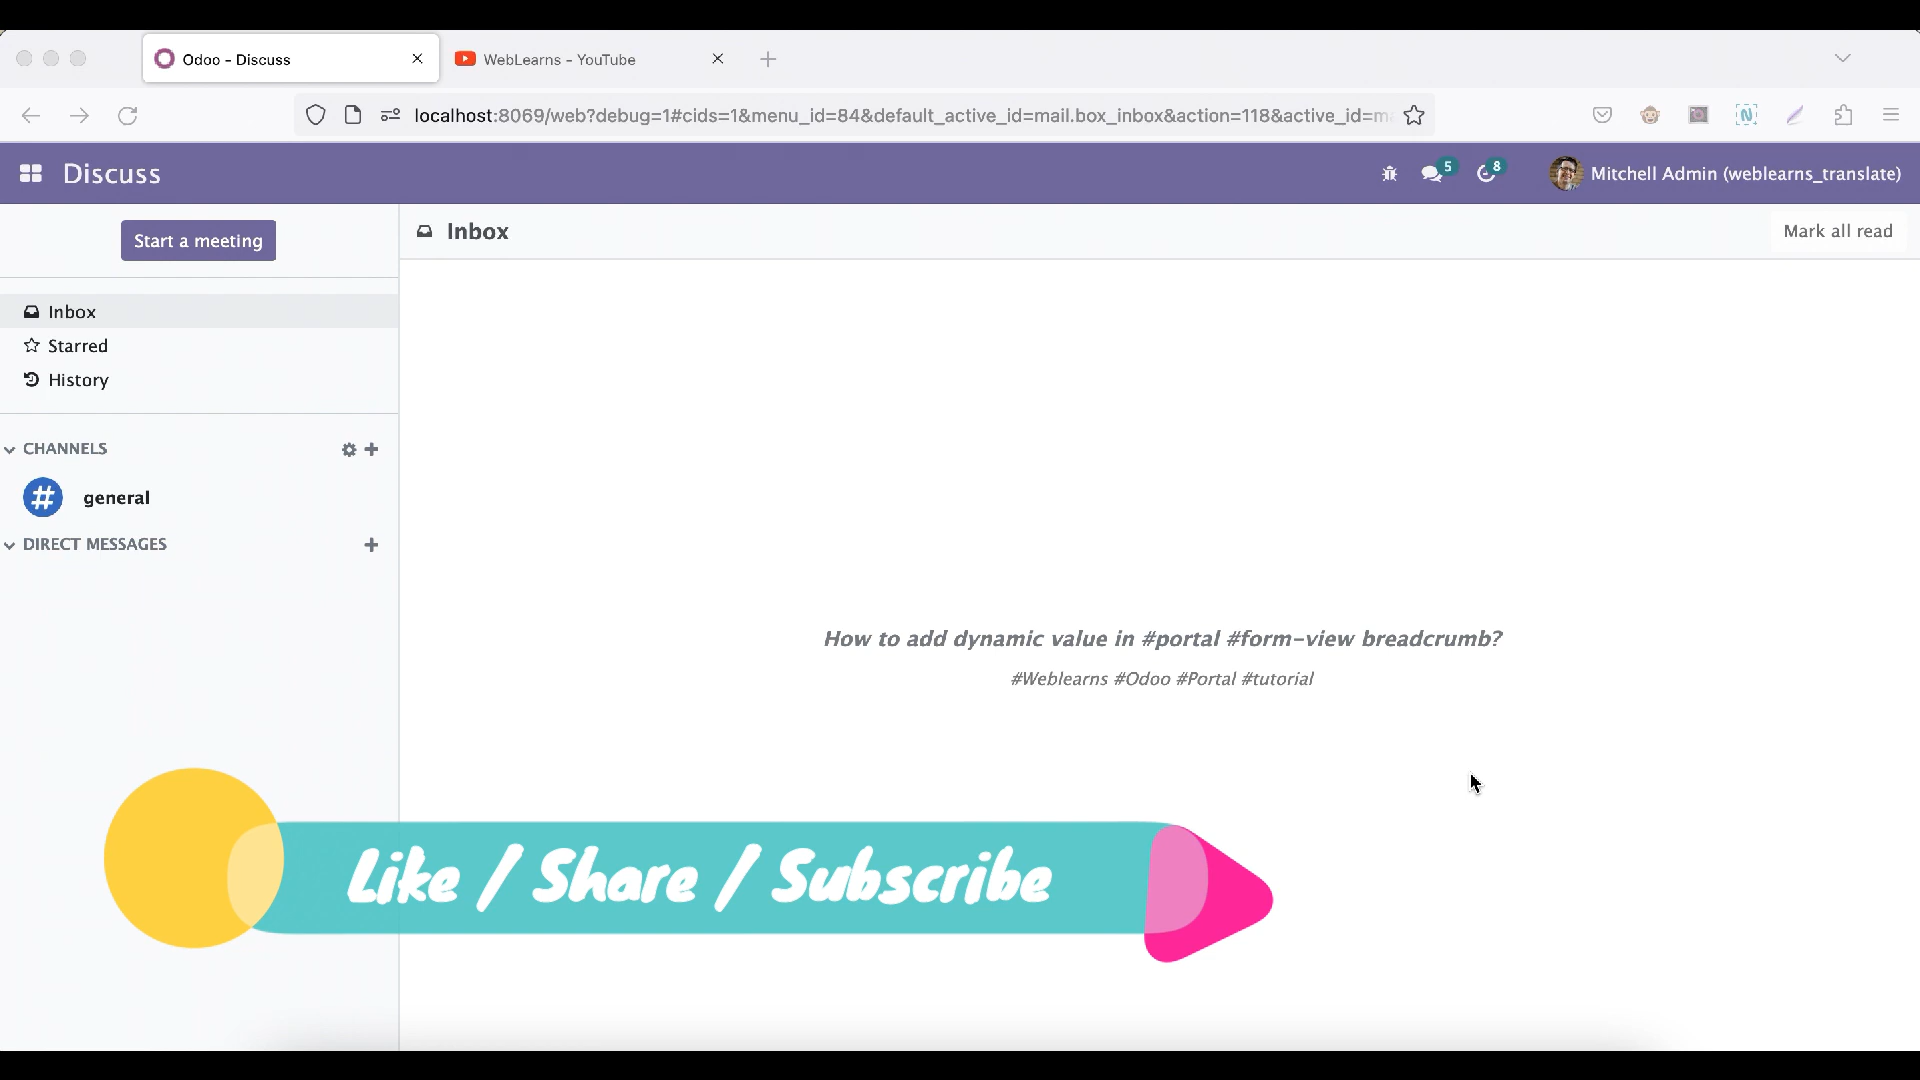 Odoo - Discuss
WebLearns - YouTube
localhost:8069/web?debug=1#cids=1&menu_id=84&default_active_id=mail.box_inbox&action=118&active_id=m
Discuss
5
8
Mitchell Admin (weblearns_translate)
Start a meeting
Inbox
Mark all read
Inbox
Starred
History
CHANNELS
# general
DIRECT MESSAGES
How to add dynamic value in #portal #form-view breadcrumb?
#Weblearns #Odoo #Portal #tutorial
Like / Share / Subscribe